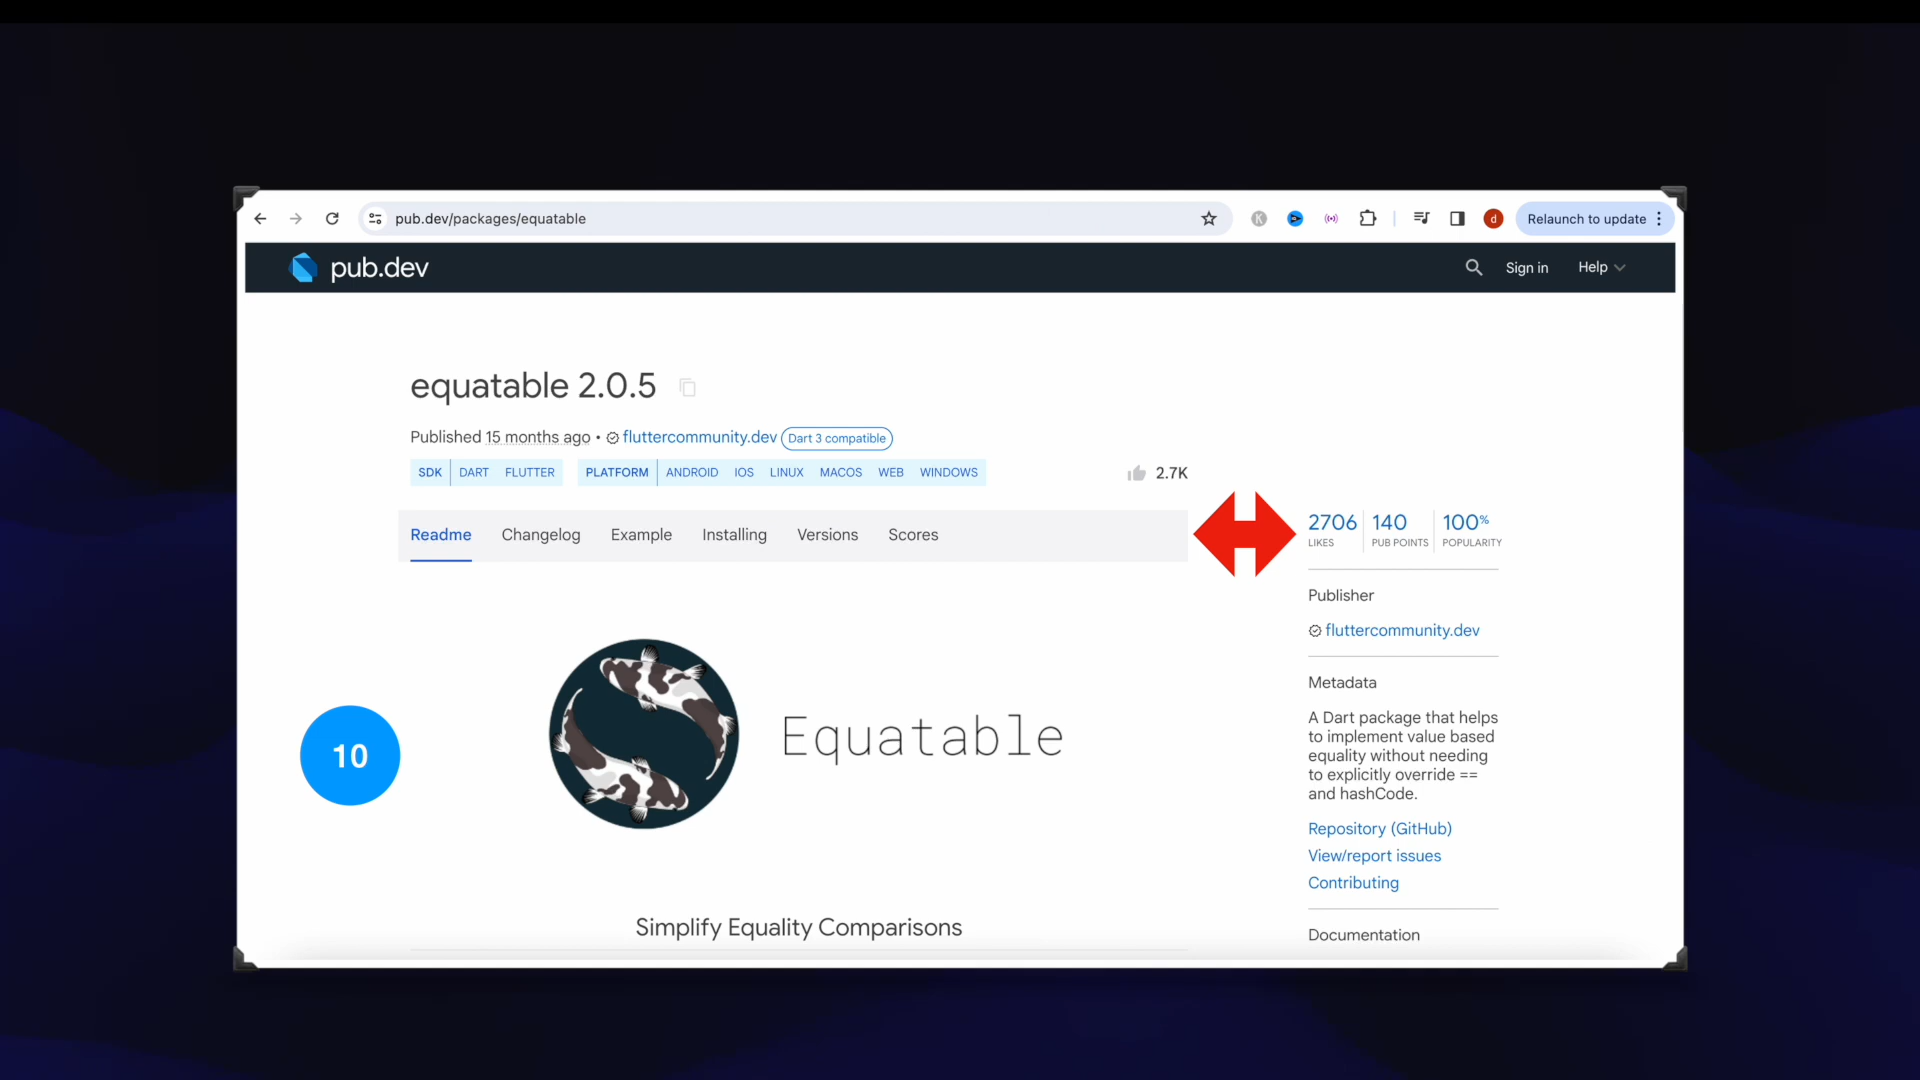 pub.dev/packages/equatable
K
d
Relaunch to update
pub.dev
Sign in
Help
equatable 2.0.5
Published 15 months ago • fluttercommunity.dev Dart 3 compatible
SDK DART FLUTTER PLATFORM ANDROID IOS LINUX MACOS WEB WINDOWS
2.7K
Readme Changelog Example Installing Versions Scores
2706 140 100%
LIKES PUB POINTS POPULARITY
Publisher
fluttercommunity.dev
Metadata
A Dart package that helps
to implement value based
equality without needing
to explicitly override ==
and hashCode.
Repository (GitHub)
View/report issues
Contributing
Documentation
Equatable
10
Simplify Equality Comparisons